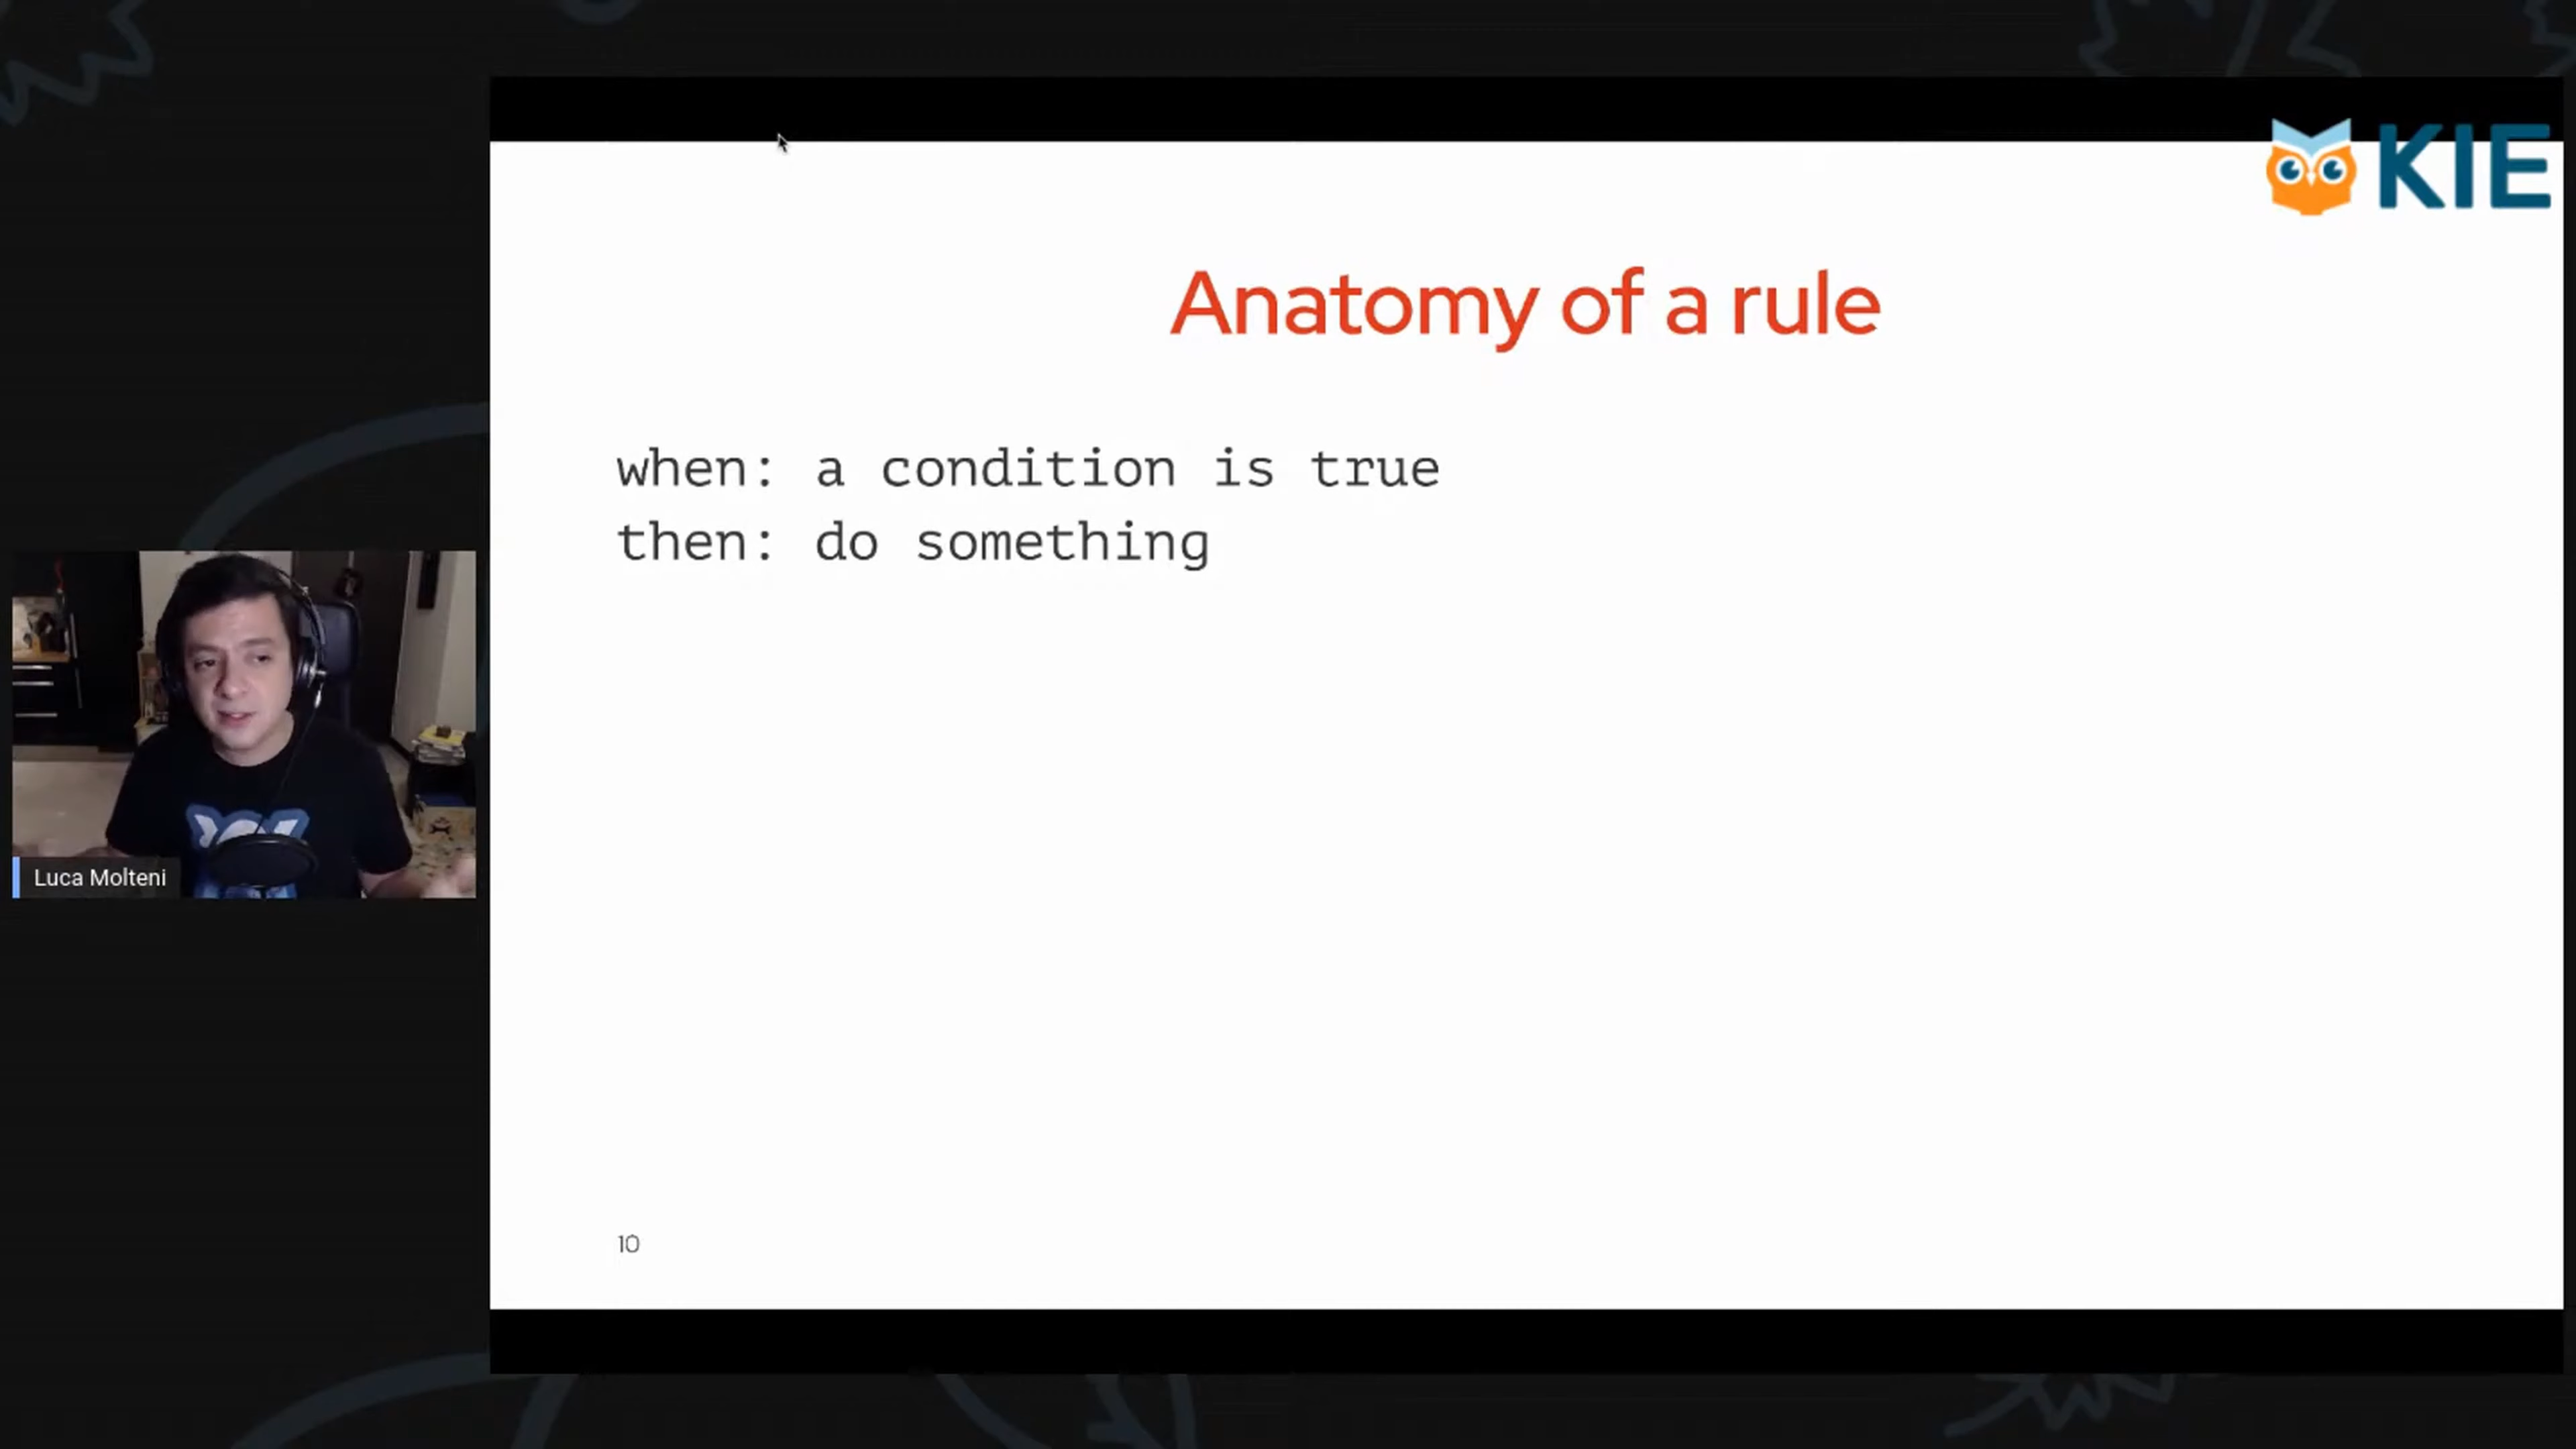 KIE
Anatomy of a rule
when: a condition is true
then: do something
Luca Molteni
10